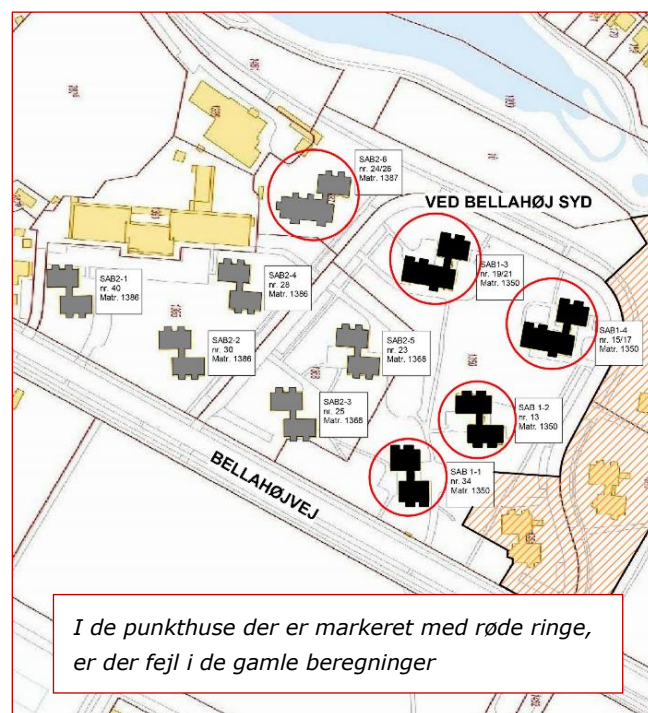 SAB2-6
nr. 24/26
Matr. 1387
VED BELLAHØJ SYD
SAB1-3
nr. 19/21
Matr. 1350
SAB2-1
nr. 40
Matr. 1386
SAB2-4
nr. 28
Matr. 1386
SAB1-4
nr. 15/17
Matr. 1350
SAB2-2
nr. 30
Matr. 1386
SAB2-5
nr. 23
Matr. 1368
SAB2-3
nr. 25
Matr. 1368
SAB 1-2
nr. 13
Matr. 1350
SAB 1-1
nr. 34
Matr. 1350
BELLAHØJVEJ
I de punkthuse der er markeret med røde ringe,
er der fejl i de gamle beregninger